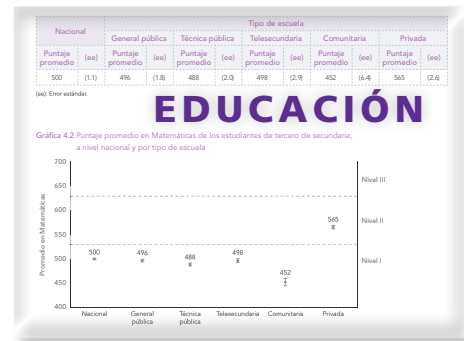 Tipo de escuela
Nacional General pública Técnica pública Telesecundaria Comunitaria Privada
Puntaje promedio (ee) Puntaje promedio (ee) Puntaje promedio (ee) Puntaje promedio (ee) Puntaje promedio (ee) Puntaje promedio (ee)
500 (1.1) 496 (1.8) 488 (2.0) 498 (2.9) 452 (6.4) 565 (2.6)
(ee): Error estándar.
EDUCACIÓN
Gráfica 4.2 Puntaje promedio en Matemáticas de los estudiantes de tercero de secundaria,
a nivel nacional y por tipo de escuela
Promedio en Matemáticas
700
650
600
550
500
450
400
Nivel III
Nivel II
Nivel I
500 496 488 498 452 565
Nacional General pública Técnica pública Telesecundaria Comunitaria Privada